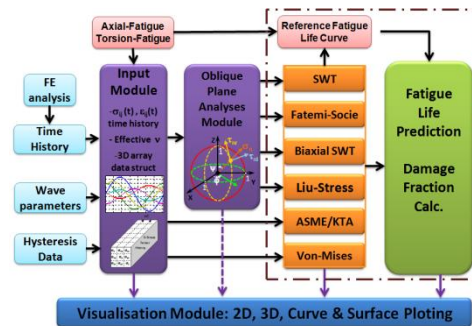 Axial-Fatigue
Torsion-Fatigue
Reference Fatigue
Life Curve
FE
analysis
Time
History
Wave
parameters
Hysteresis
Data
Input
Module
-σij(t), εij(t)
time history
- Effective ν
-3D array
data struct
Oblique
Plane
Analyses
Module
Z
X
Y
SWT
Fatemi-Socie
Biaxial SWT
Liu-Stress
ASME/KTA
Von-Mises
Fatigue
Life
Prediction
Damage
Fraction
Calc.
Visualisation Module: 2D, 3D, Curve & Surface Ploting